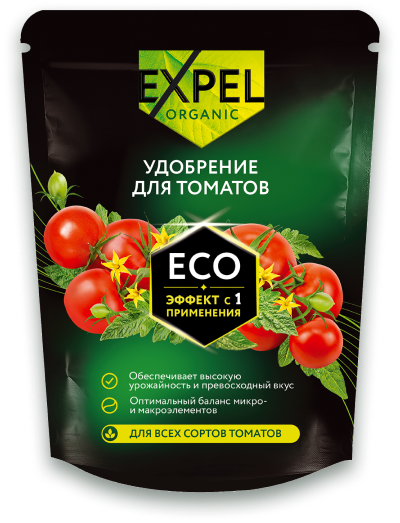 EXPEL
ORGANIC
УДОБРЕНИЕ
ДЛЯ ТОМАТОВ
ECO
ЭФФЕКТ с 1
ПРИМЕНЕНИЯ
Обеспечивает высокую
урожайность и превосходный вкус
Оптимальный баланс микро-
и макроэлементов
ДЛЯ ВСЕХ СОРТОВ ТОМАТОВ